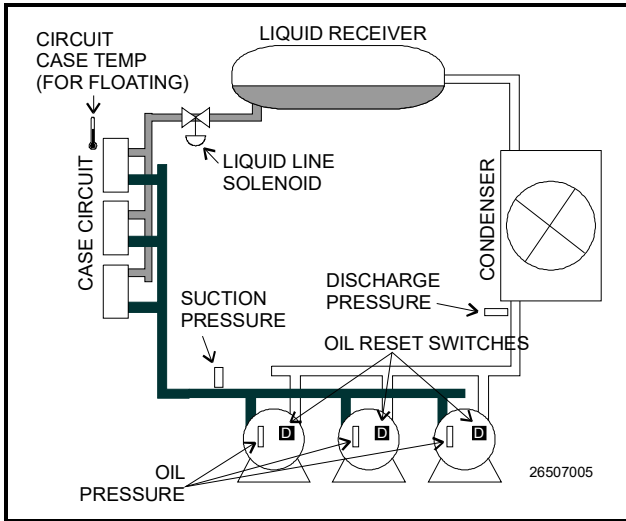 CIRCUIT
CASE TEMP
(FOR FLOATING)
LIQUID RECEIVER
LIQUID LINE
SOLENOID
CASE CIRCUIT
CONDENSER
SUCTION
PRESSURE
DISCHARGE
PRESSURE
OIL RESET SWITCHES
D
D
D
OIL
PRESSURE
26507005